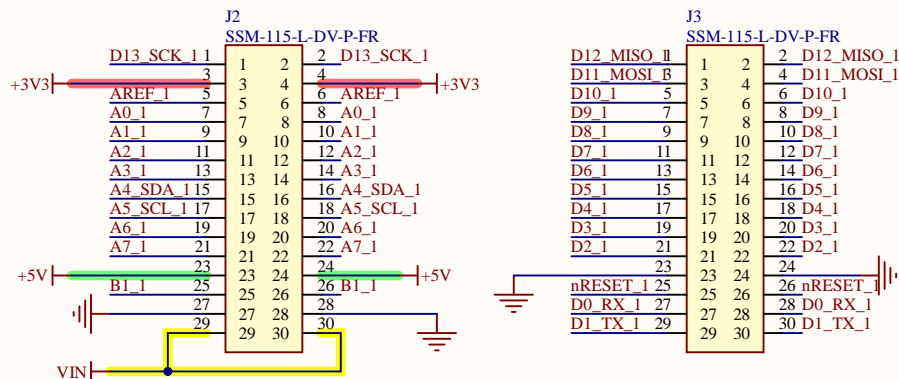 J2
SSM-115-L-DV-P-FR
D13_SCK_1 1 1 2 2 D13_SCK_1
+3V3 3 3 4 4 +3V3
AREF_1 5 5 6 6 AREF_1
A0_1 7 7 8 8 A0_1
A1_1 9 9 10 10 A1_1
A2_1 11 11 12 12 A2_1
A3_1 13 13 14 14 A3_1
A4_SDA_1 15 15 16 16 A4_SDA_1
A5_SCL_1 17 17 18 18 A5_SCL_1
A6_1 19 19 20 20 A6_1
A7_1 21 21 22 22 A7_1
+5V 23 23 24 24 +5V
B1_1 25 25 26 26 B1_1
27 27 28 28
29 29 30 30
VIN
J3
SSM-115-L-DV-P-FR
D12_MISO_1 1 1 2 2 D12_MISO_1
D11_MOSI_1 3 3 4 4 D11_MOSI_1
D10_1 5 5 6 6 D10_1
D9_1 7 7 8 8 D9_1
D8_1 9 9 10 10 D8_1
D7_1 11 11 12 12 D7_1
D6_1 13 13 14 14 D6_1
D5_1 15 15 16 16 D5_1
D4_1 17 17 18 18 D4_1
D3_1 19 19 20 20 D3_1
D2_1 21 21 22 22 D2_1
23 23 24 24
nRESET_1 25 25 26 26 nRESET_1
D0_RX_1 27 27 28 28 D0_RX_1
D1_TX_1 29 29 30 30 D1_TX_1